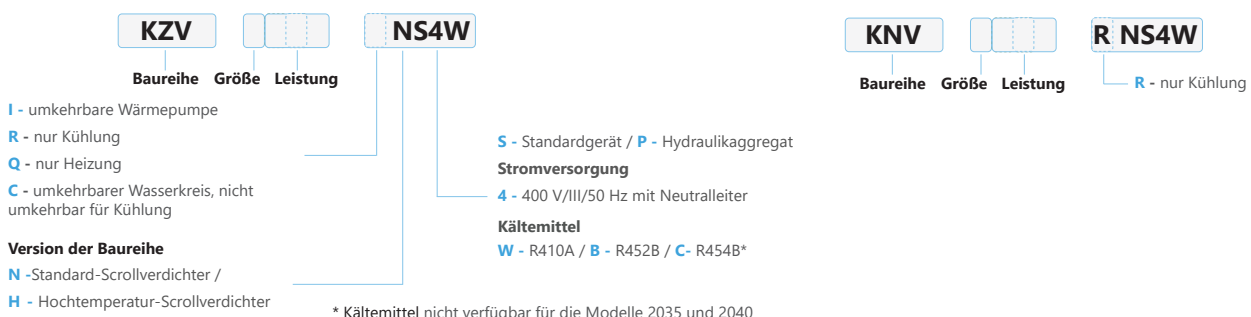 KZV NS4W
Baureihe Größe Leistung
I - umkehrbare Wärmepumpe
R - nur Kühlung
Q - nur Heizung
C - umkehrbarer Wasserkreis, nicht
umkehrbar für Kühlung
Version der Baureihe
N -Standard-Scrollverdichter /
H - Hochtemperatur-Scrollverdichter
S - Standardgerät / P - Hydraulikaggregat
Stromversorgung
4 - 400 V/III/50 Hz mit Neutralleiter
Kältemittel
W - R410A / B - R452B / C- R454B*
* Kältemittel nicht verfügbar für die Modelle 2035 und 2040
KNV R NS4W
Baureihe Größe Leistung
R - nur Kühlung